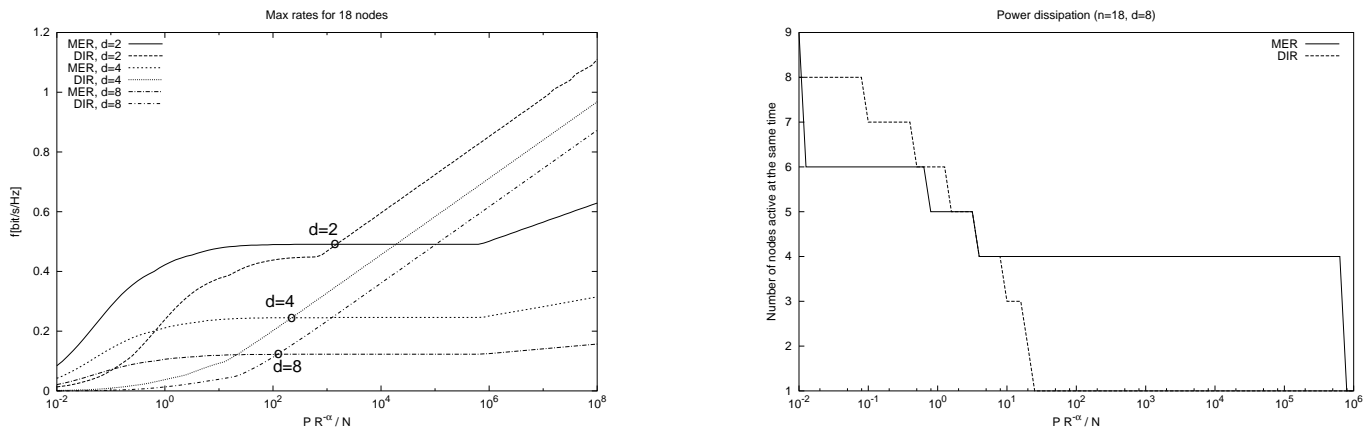 Max rates for 18 nodes
f[bit/s/Hz]
1.2
1
0.8
0.6
0.4
0.2
0
MER, d=2
DIR, d=2
MER, d=4
DIR, d=4
MER, d=8
DIR, d=8
d=2
d=4
d=8
10^-2 10^0 10^2 10^4 10^6 10^8
P R^-α / N
Power dissipation (n=18, d=8)
Number of nodes active at the same time
9
8
7
6
5
4
3
2
1
MER
DIR
10^-2 10^-1 10^0 10^1 10^2 10^3 10^4 10^5 10^6
P R^-α / N